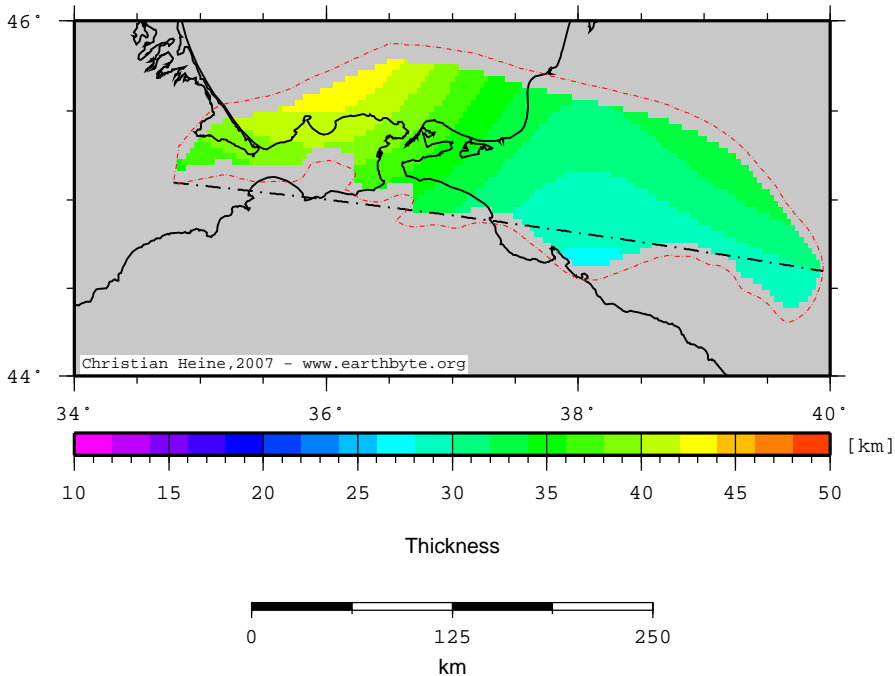 46°
44°
Christian Heine,2007 - www.earthbyte.org
34° 36° 38° 40°
[km]
10 15 20 25 30 35 40 45 50
Thickness
0 125 250
km